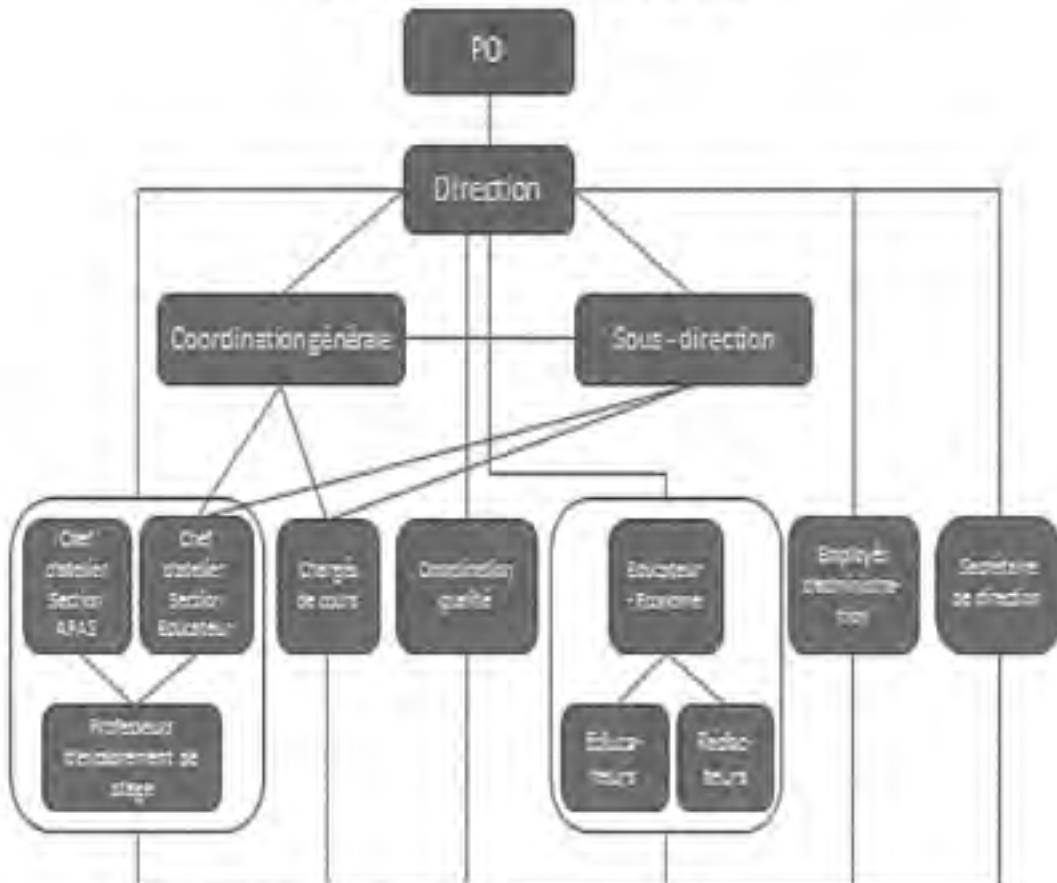 PO
Direction
Coordination générale
Sous-direction
Chef
d'atelier
Section
APAS
Chef
d'atelier
Section
Educateur
Chargés
de cours
Coordination
qualité
Educateur
-Econome
Employés
d'administra-
tion
Secrétaire
de direction
Professeur
d'encadrement de
stage
Educa-
teurs
Rédac-
teurs